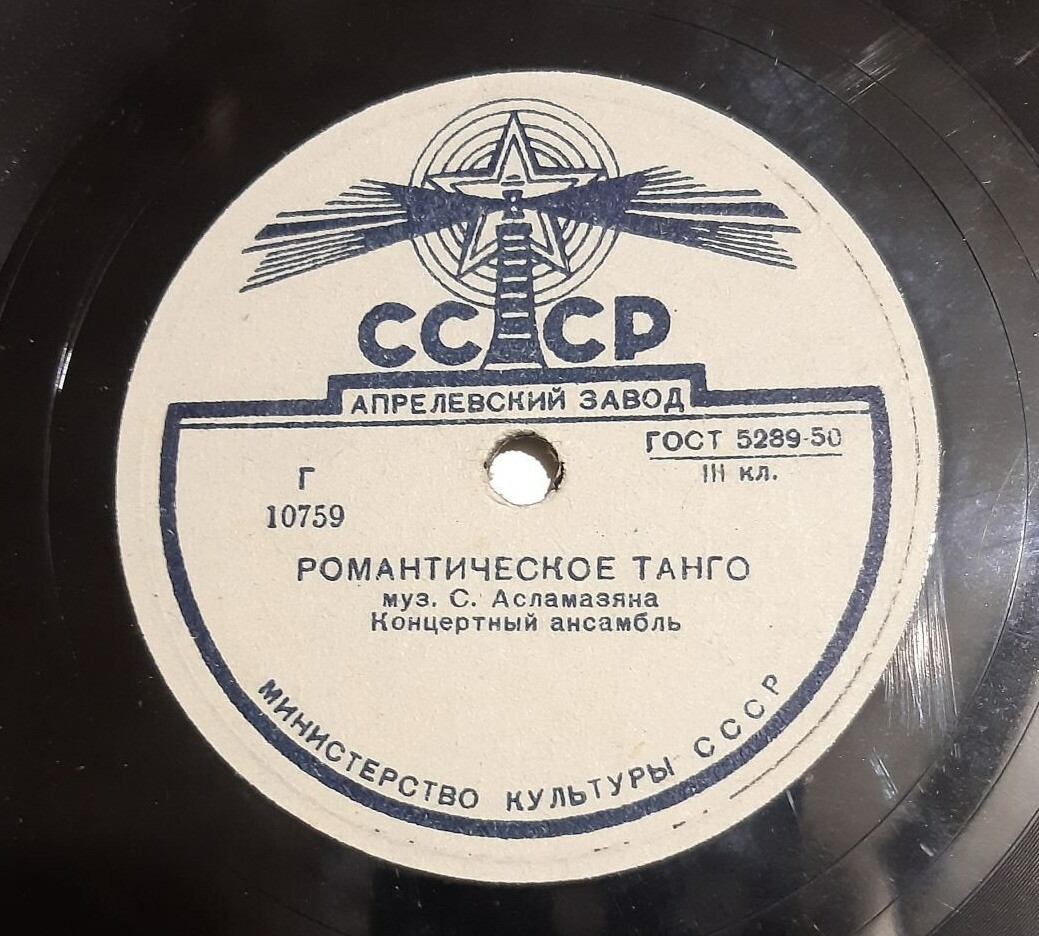 СССР
АПРЕЛЕВСКИЙ ЗАВОД
ГОСТ 5289-50
III кл.
Г
10759
РОМАНТИЧЕСКОЕ ТАНГО
муз. С. Асламазяна
Концертный ансамбль
МИНИСТЕРСТВО КУЛЬТУРЫ СССР